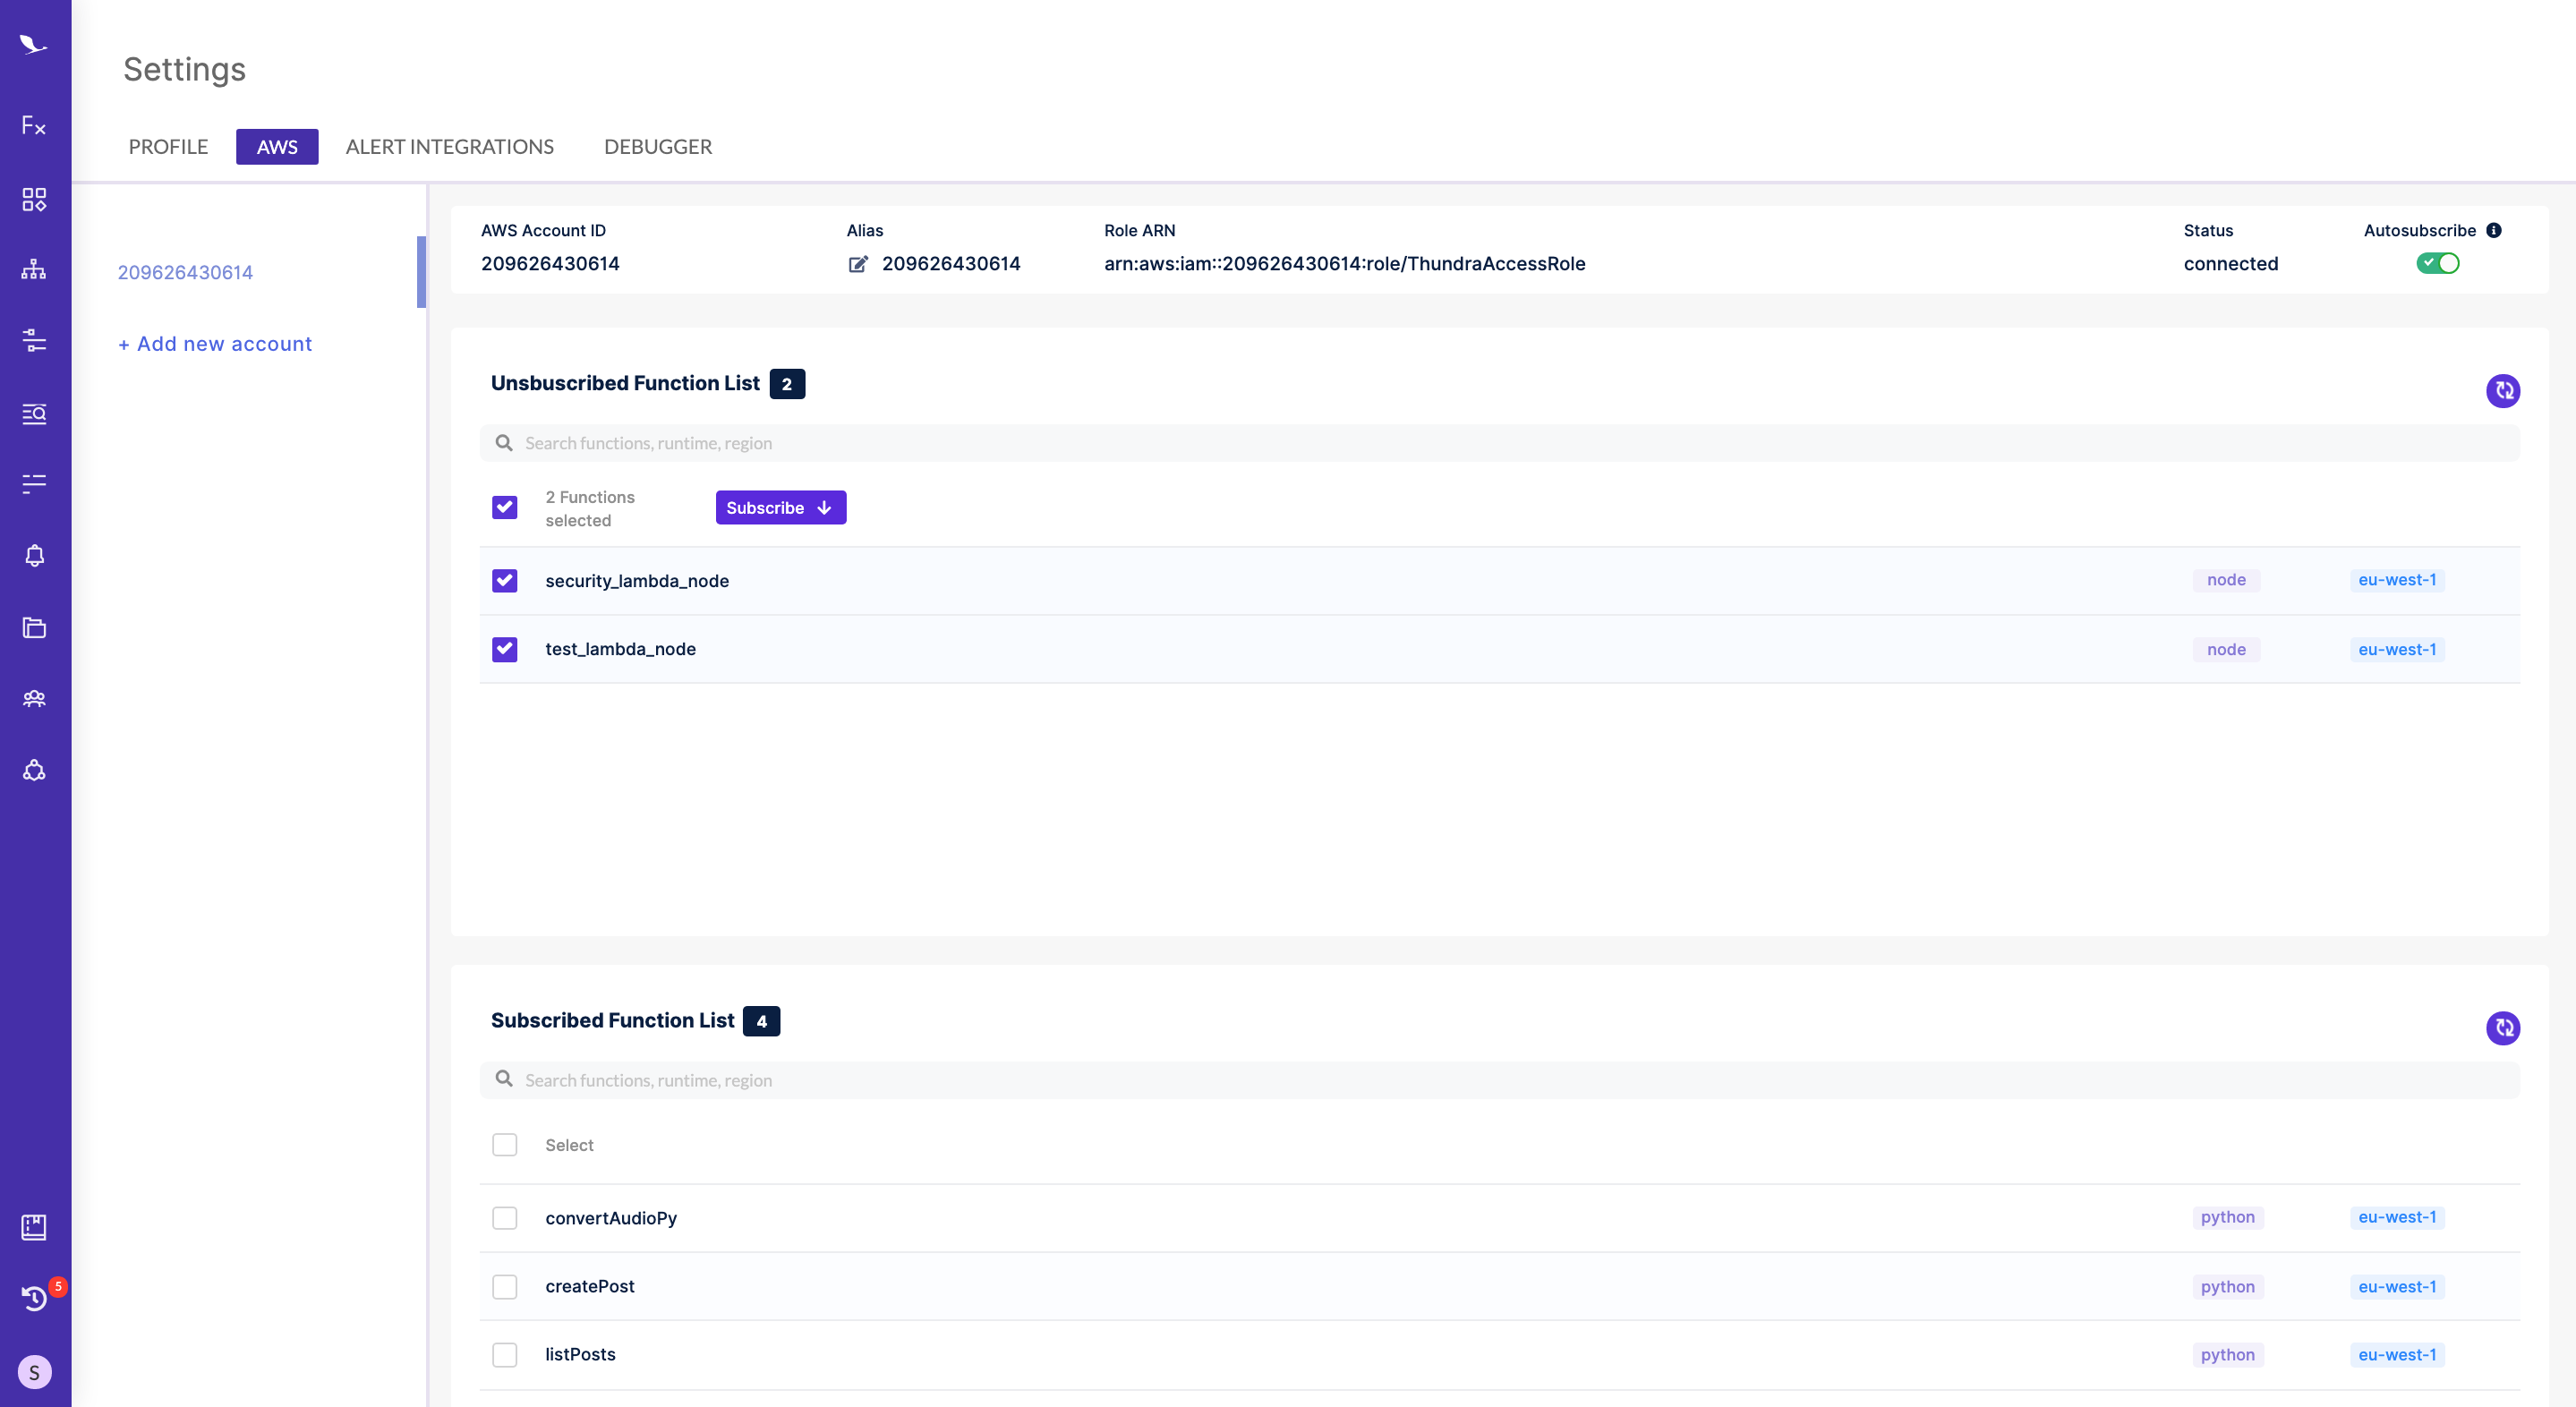 Settings
Fx
PROFILE AWS ALERT INTEGRATIONS DEBUGGER
209626430614
+ Add new account
AWS Account ID Alias Role ARN Status Autosubscribe
209626430614 209626430614 arn:aws:iam::209626430614:role/ThundraAccessRole connected
Unsbuscribed Function List 2
Search functions, runtime, region
2 Functions
selected
Subscribe
security_lambda_node node eu-west-1
test_lambda_node node eu-west-1
Subscribed Function List 4
Search functions, runtime, region
Select
convertAudioPy python eu-west-1
createPost python eu-west-1
listPosts python eu-west-1
5
S